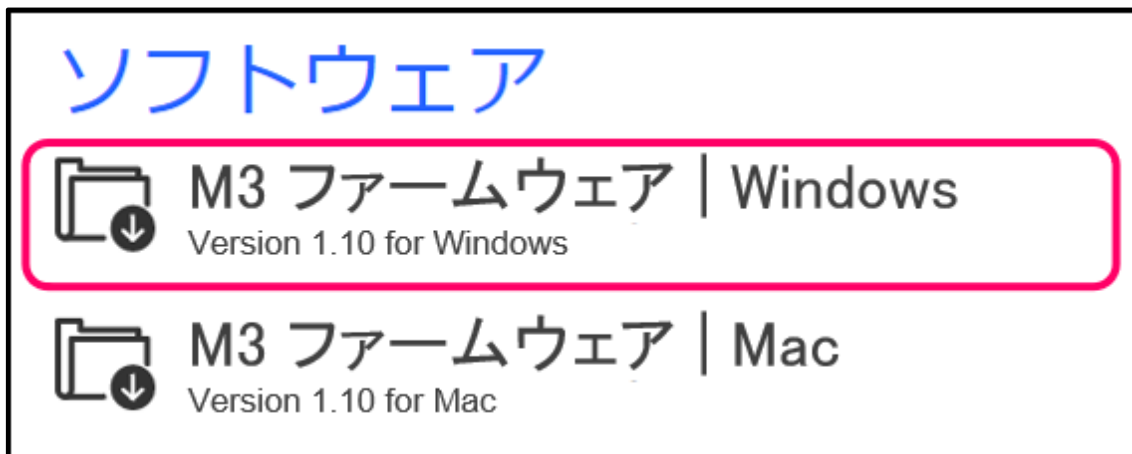 ソフトウェア
M3 ファームウェア | Windows
Version 1.10 for Windows
M3 ファームウェア | Mac
Version 1.10 for Mac